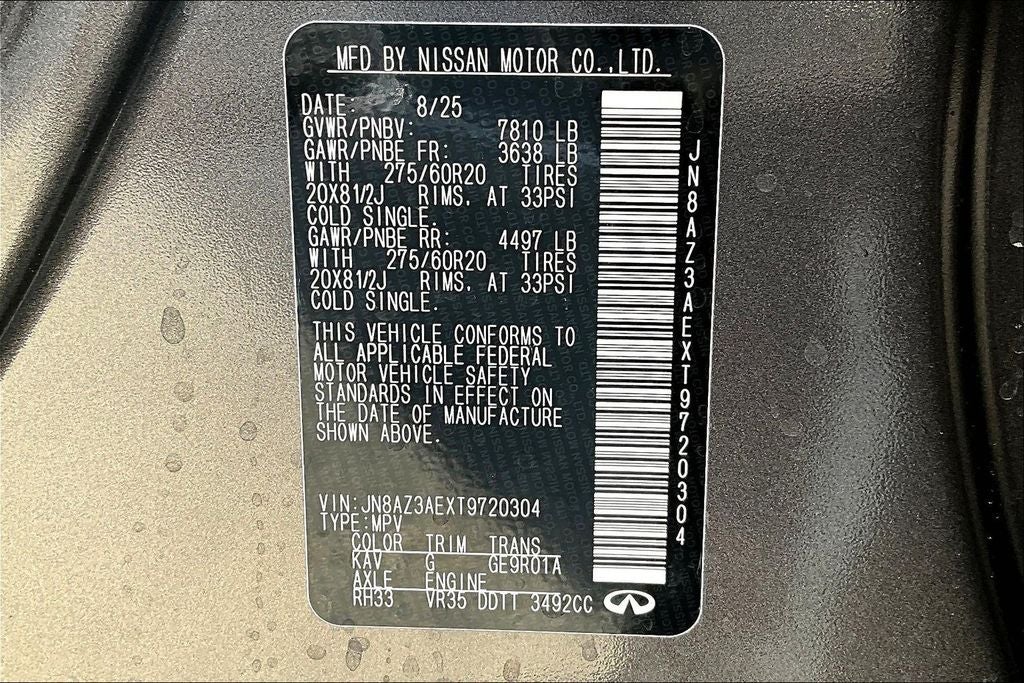 MFD BY NISSAN MOTOR CO.,LTD.
DATE: 8/25
GVWR/PNBV: 7810 LB
GAWR/PNBE FR: 3638 LB
WITH 275/60R20 TIRES
20X81/2J RIMS, AT 33PSI
COLD SINGLE.
GAWR/PNBE RR: 4497 LB
WITH 275/60R20 TIRES
20X81/2J RIMS, AT 33PSI
COLD SINGLE.
THIS VEHICLE CONFORMS TO
ALL APPLICABLE FEDERAL
MOTOR VEHICLE SAFETY
STANDARDS IN EFFECT ON
THE DATE OF MANUFACTURE
SHOWN ABOVE.
VIN:JN8AZ3AEXT9720304
TYPE:MPV
COLOR TRIM TRANS
KAV G GE9R01A
AXLE ENGINE
RH33 VR35 DDTT 3492CC
JN8AZ3AEXT9720304